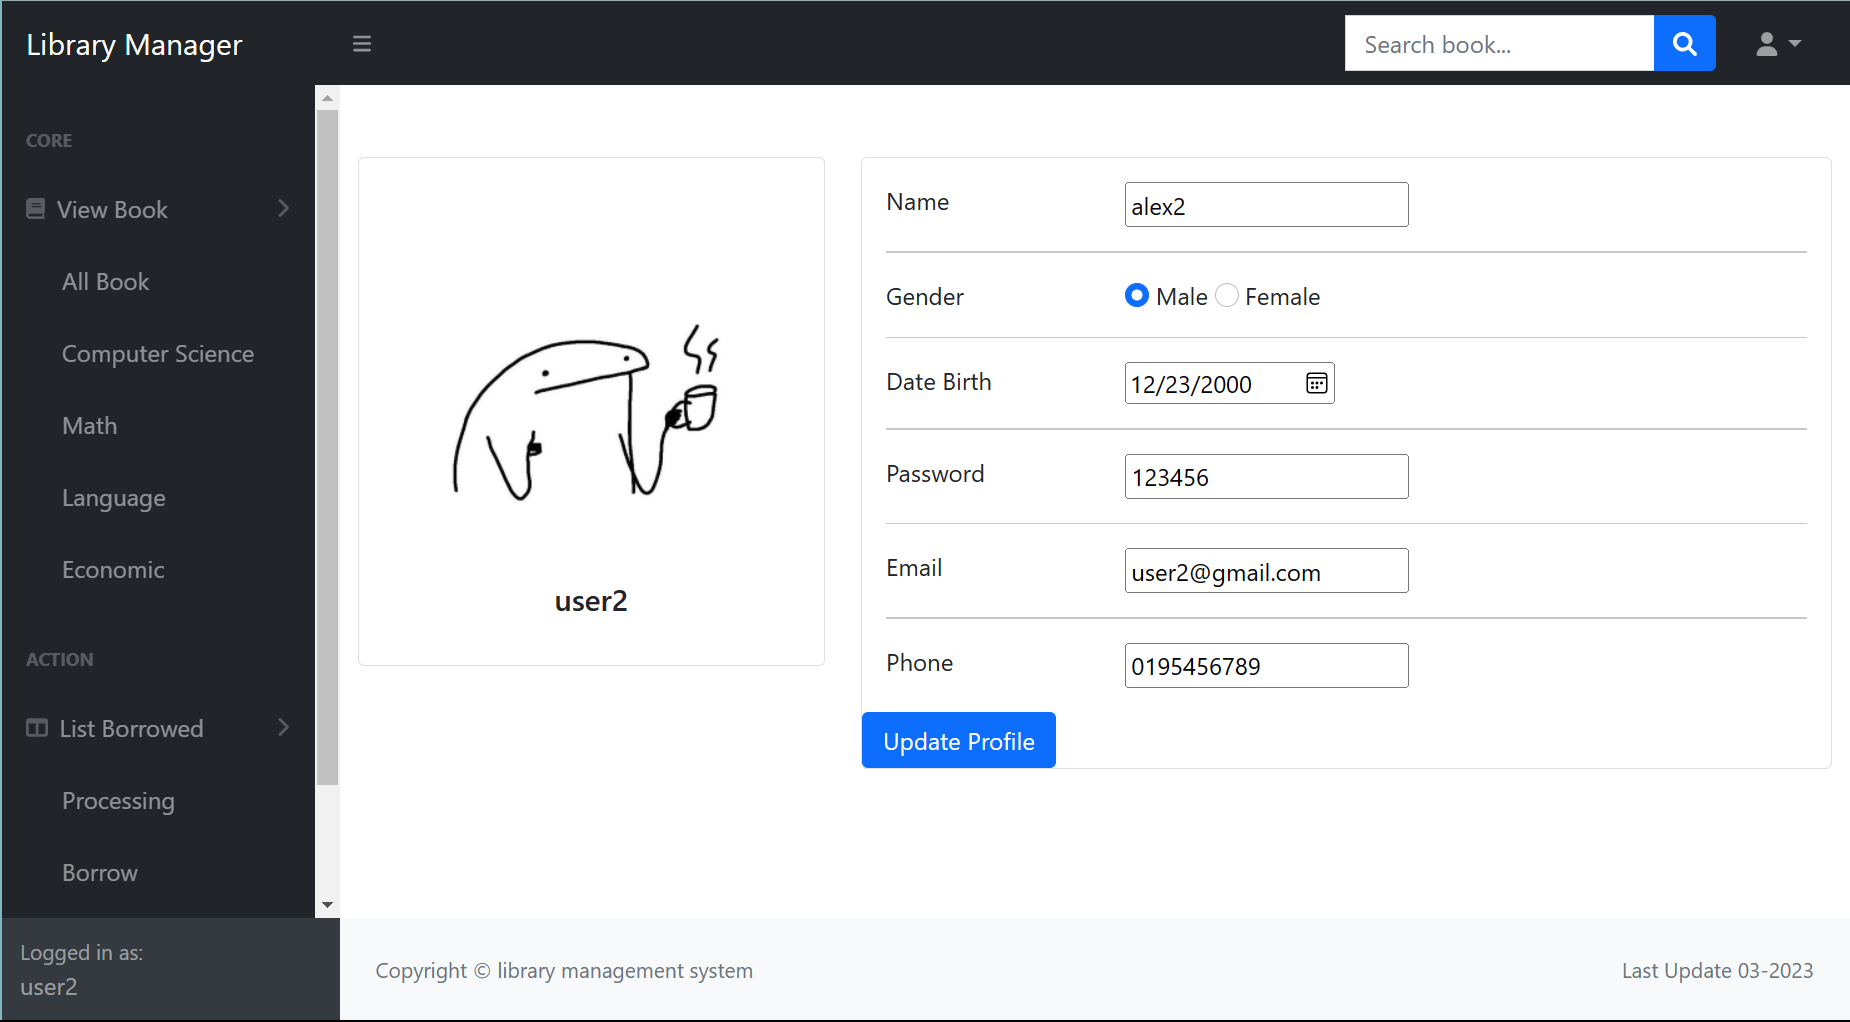 Library Manager
Search book...
CORE
View Book
All Book
Computer Science
Math
Language
Economic
ACTION
List Borrowed
Processing
Borrow
Logged in as:
user2
user2
Name alex2
Gender Male Female
Date Birth 12/23/2000
Password 123456
Email user2@gmail.com
Phone 0195456789
Update Profile
Copyright © library management system
Last Update 03-2023